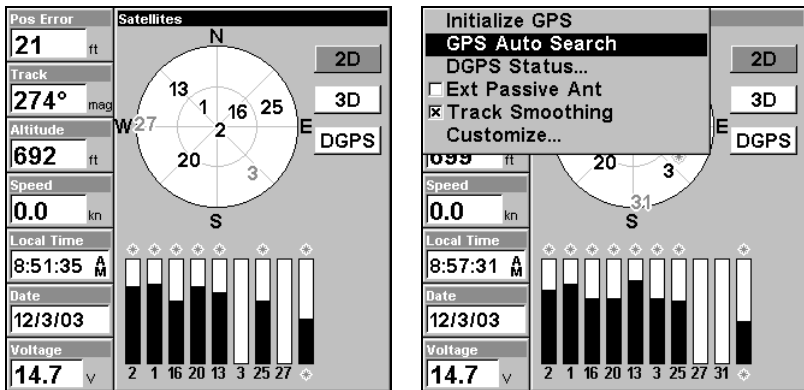 Pos Error
21 ft
Track
274° mag
Altitude
692 ft
Speed
0.0 kn
Local Time
8:51:35 AM
Date
12/3/03
Voltage
14.7 V
Satellites
N
13
1
16
25
W
27
2
E
20
3
S
2D
3D
DGPS
2 1 16 20 13 3 25 27
Initialize GPS
GPS Auto Search
DGPS Status...
Ext Passive Ant
Track Smoothing
Customize...
699 ft
Speed
0.0 kn
Local Time
8:57:31 AM
Date
12/3/03
Voltage
14.7 V
E
20
3
31
S
2D
3D
DGPS
2 1 16 20 13 3 25 27 31